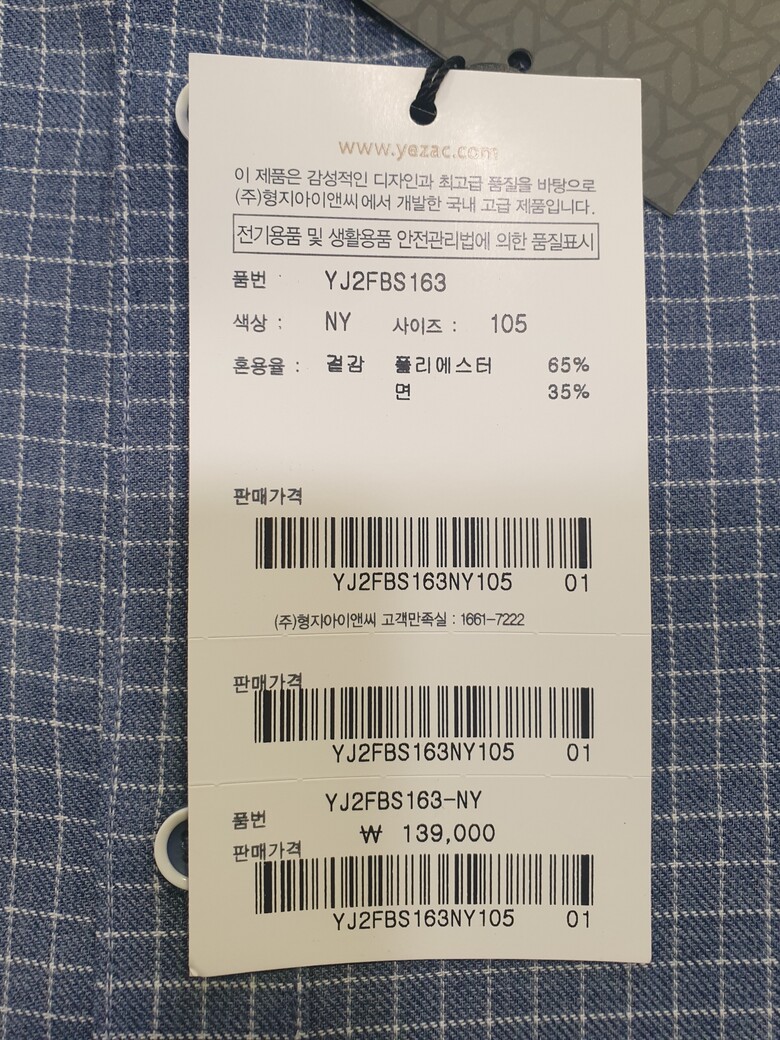 www.yezac.com
이 제품은 감성적인 디자인과 최고급 품질을 바탕으로
(주)형지아이앤씨에서 개발한 국내 고급 제품입니다.
전기용품 및 생활용품 안전관리법에 의한 품질표시
품번 : YJ2FBS163
색상 : NY 사이즈 : 105
혼용율 : 겉감 폴리에스터 65%
면 35%
판매가격
YJ2FBS163NY105 01
(주)형지아이앤씨 고객만족실 : 1661-7222
판매가격
YJ2FBS163NY105 01
품번 YJ2FBS163-NY
₩ 139,000
판매가격
YJ2FBS163NY105 01